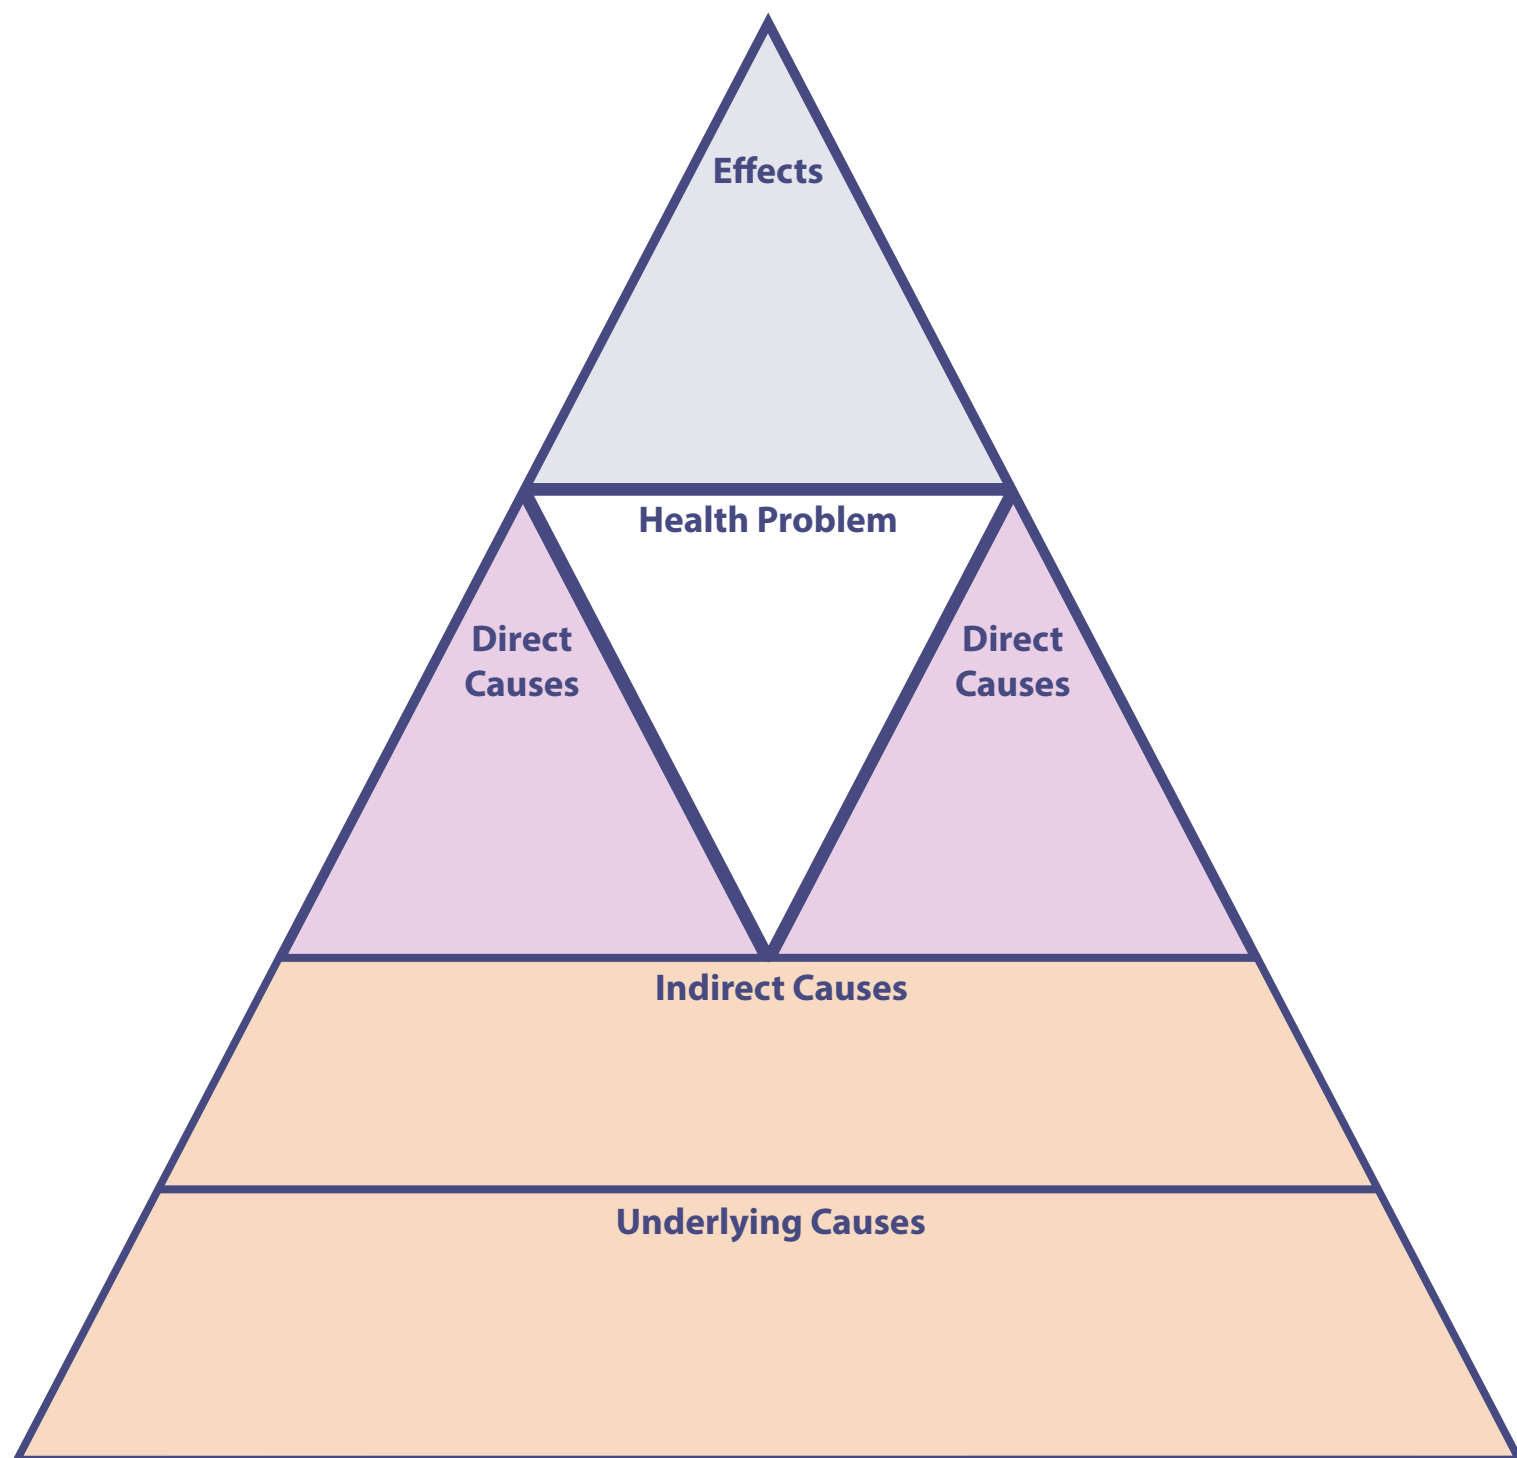 Effects
Health Problem
Direct
Causes
Direct
Causes
Indirect Causes
Underlying Causes